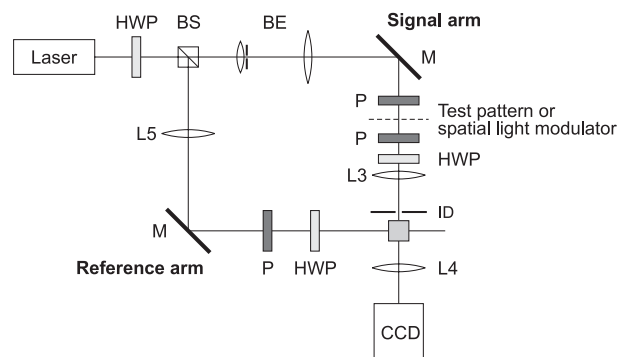 HWP
BS
BE
Signal arm
Laser
M
P
Test pattern or
spatial light modulator
P
L5
HWP
L3
M
ID
Reference arm
P
HWP
L4
CCD